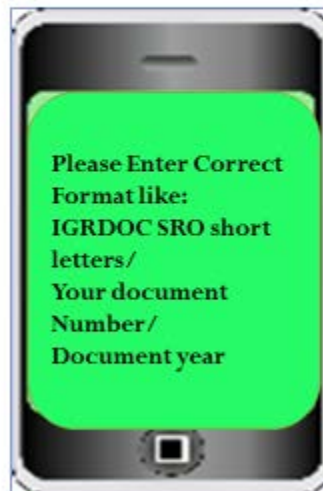 Please Enter Correct
Format like:
IGRDOC SRO short
letters/
Your document
Number/
Document year